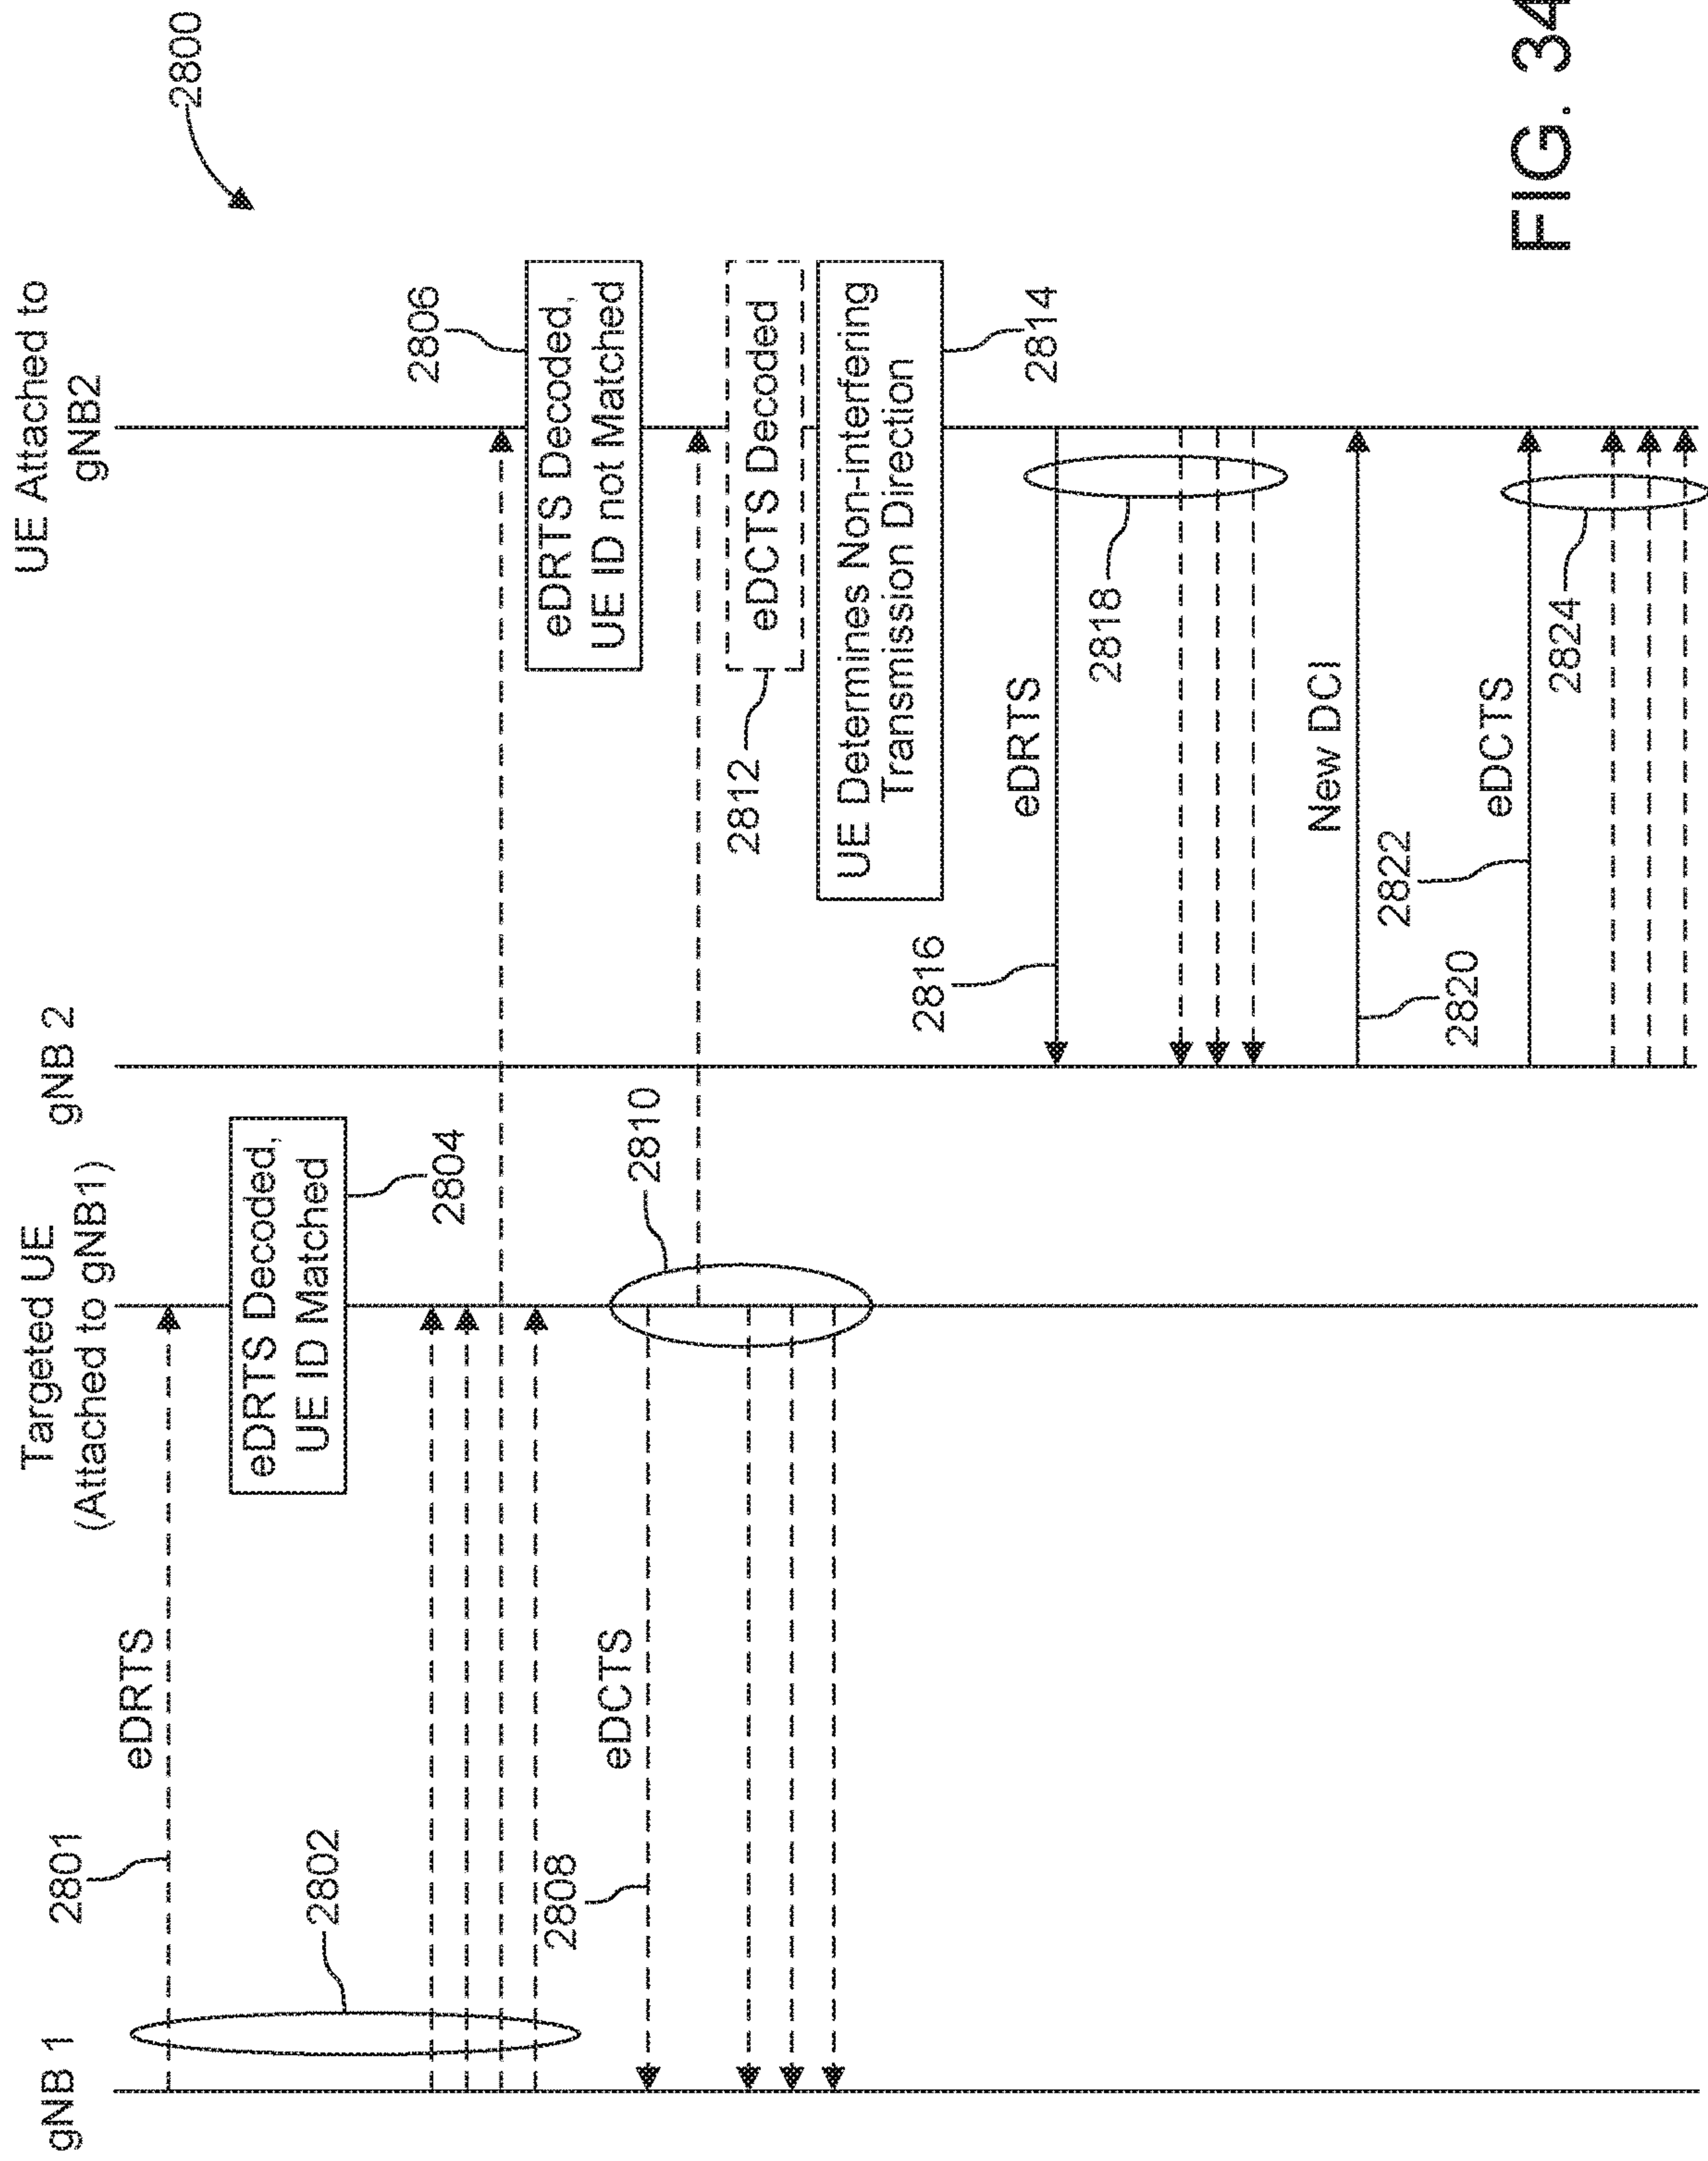 gNB 1
Targeted UE
(Attached to gNB1)
gNB 2
UE Attached to
gNB2
2800
2801
eDRTS
2802
eDRTS Decoded,
UE ID Matched
2804
2806
eDRTS Decoded,
UE ID not Matched
2808
eDCTS
2810
2812
eDCTS Decoded
UE Determines Non-interfering
Transmission Direction
2814
2816
eDRTS
2818
New DCI
2820
2822
eDCTS
2824
FIG. 34